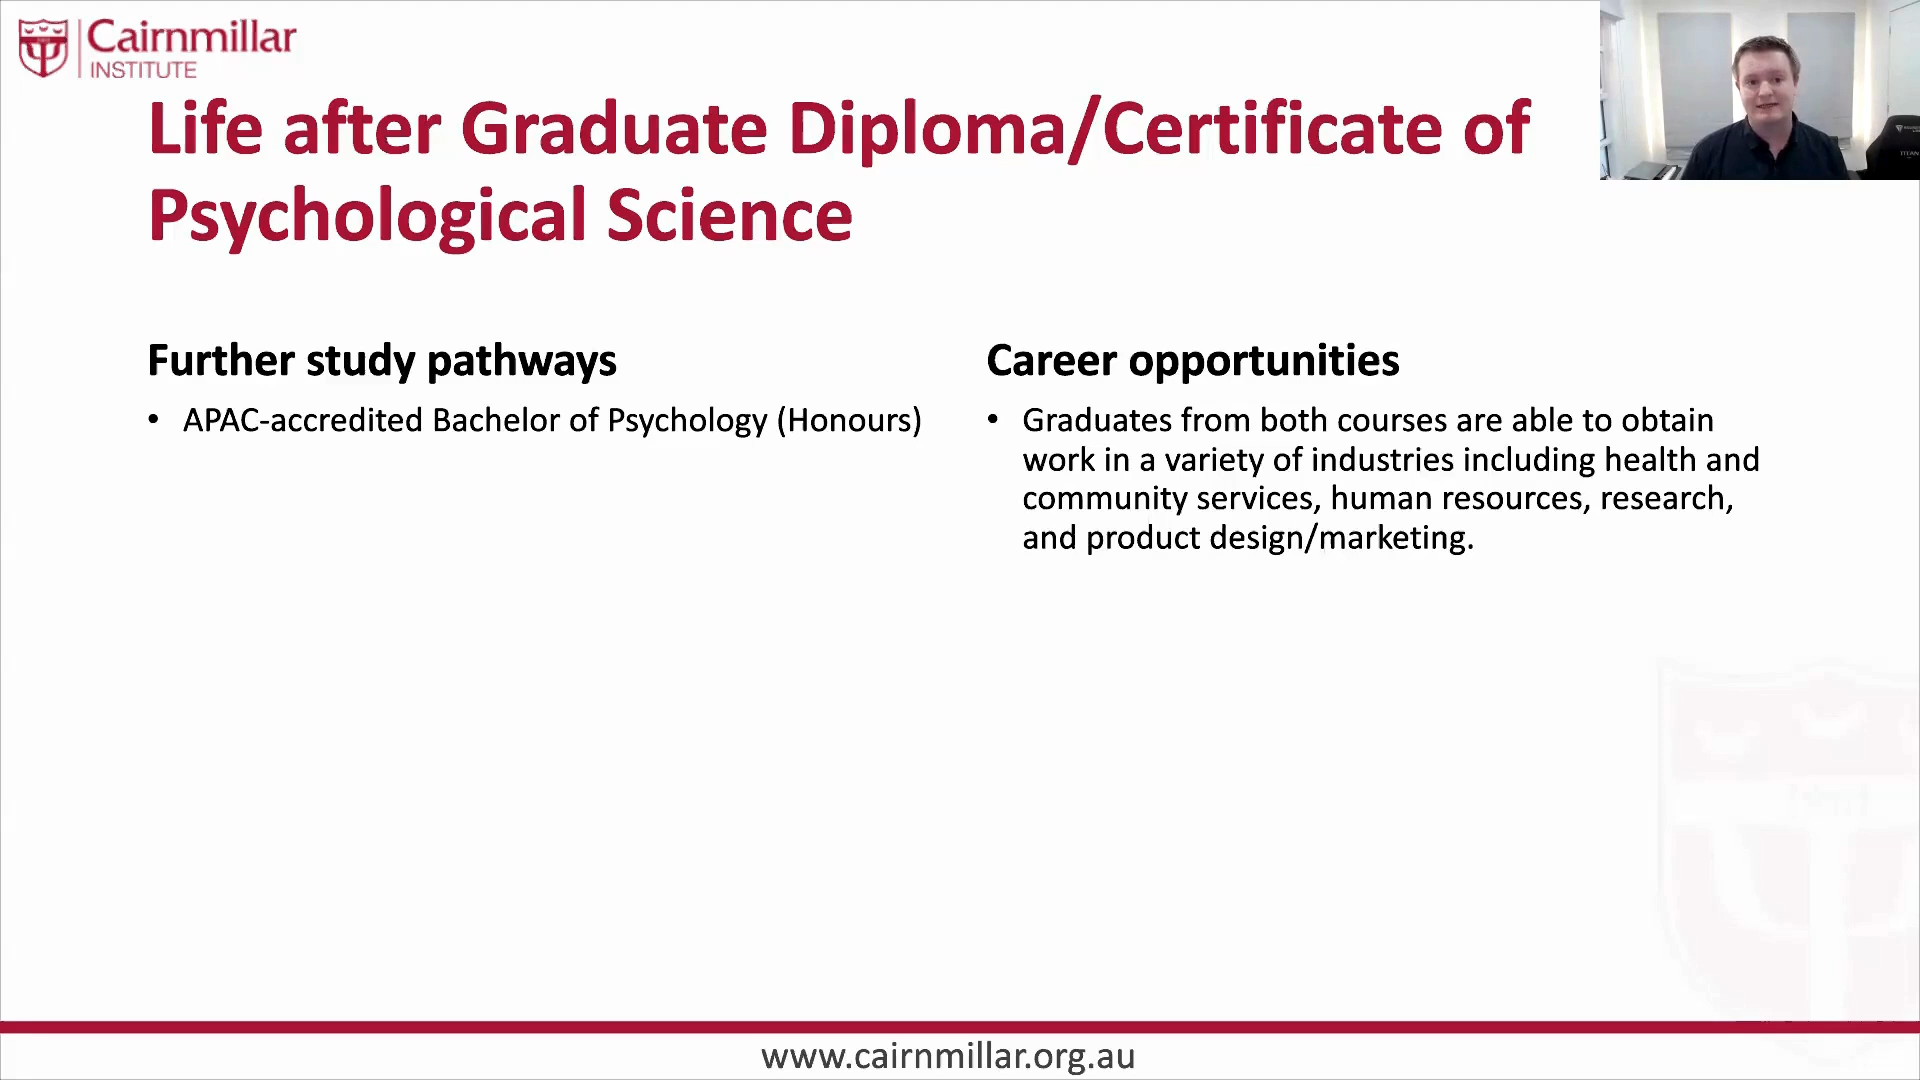 Cairnmillar
INSTITUTE
Life after Graduate Diploma/Certificate of
Psychological Science
Further study pathways
• APAC-accredited Bachelor of Psychology (Honours)
Career opportunities
• Graduates from both courses are able to obtain
work in a variety of industries including health and
community services, human resources, research,
and product design/marketing.
www.cairnmillar.org.au